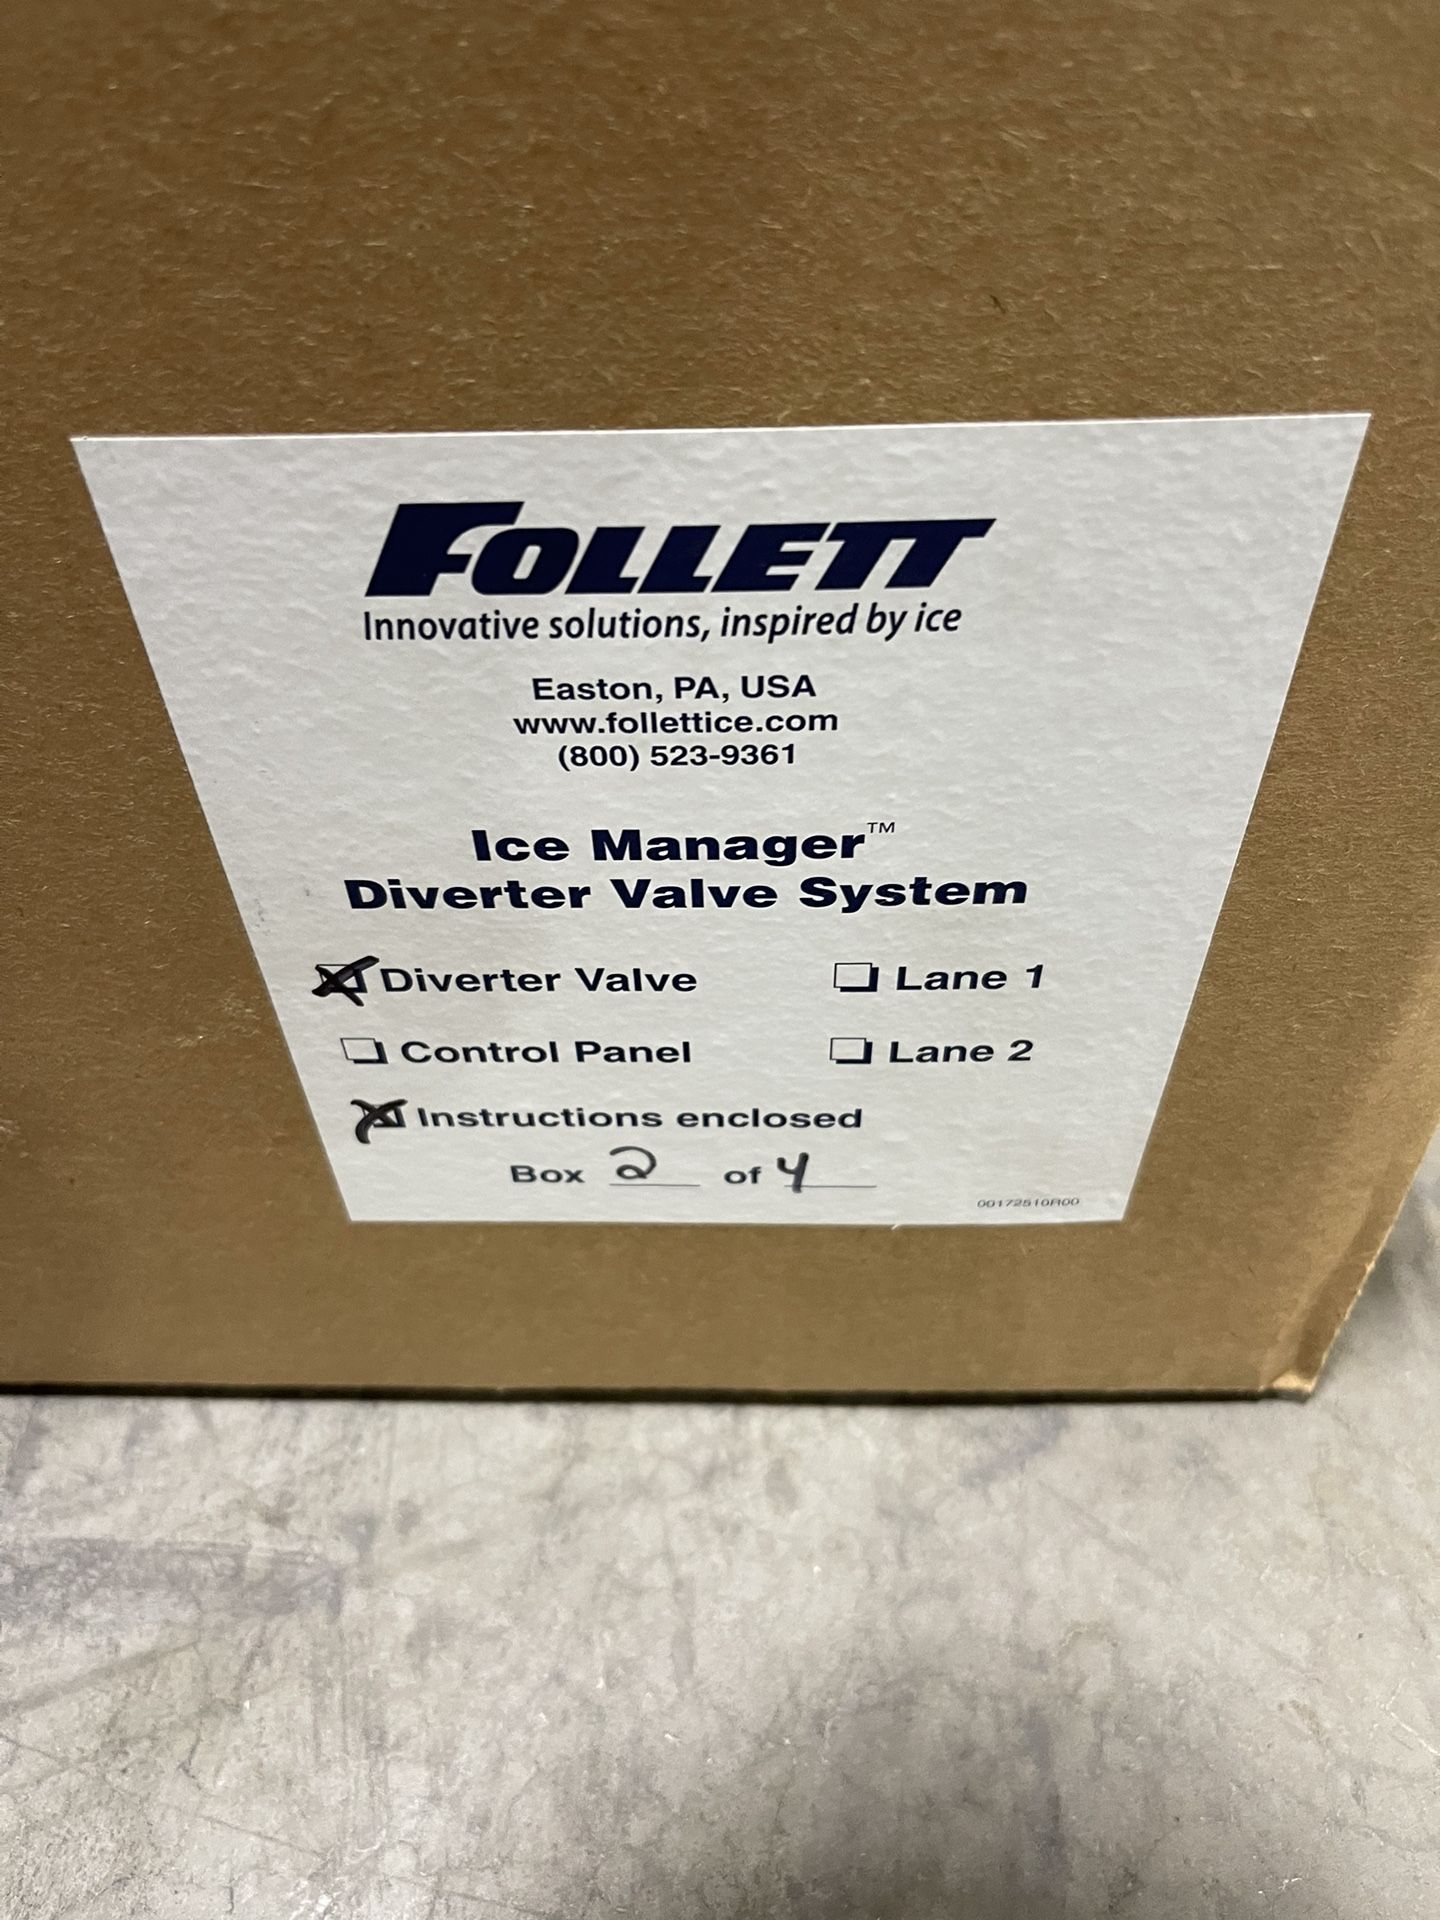 FOLLETT
Innovative solutions, inspired by ice
Easton, PA, USA
www.follettice.com
(800) 523-9361
Ice Manager™
Diverter Valve System
Diverter Valve
Lane 1
Control Panel
Lane 2
Instructions enclosed
Box 2 of 4
00172510R00